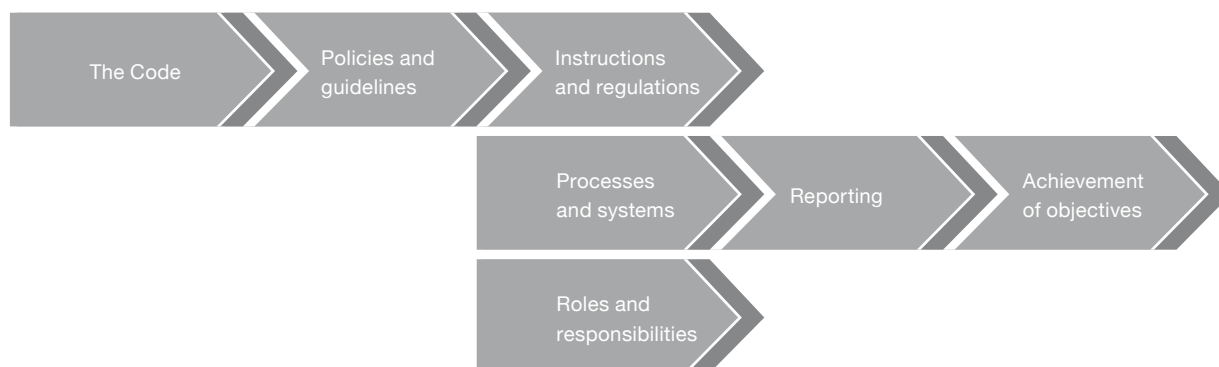 The Code
Policies and
guidelines
Instructions
and regulations
Processes
and systems
Reporting
Achievement
of objectives
Roles and
responsibilities